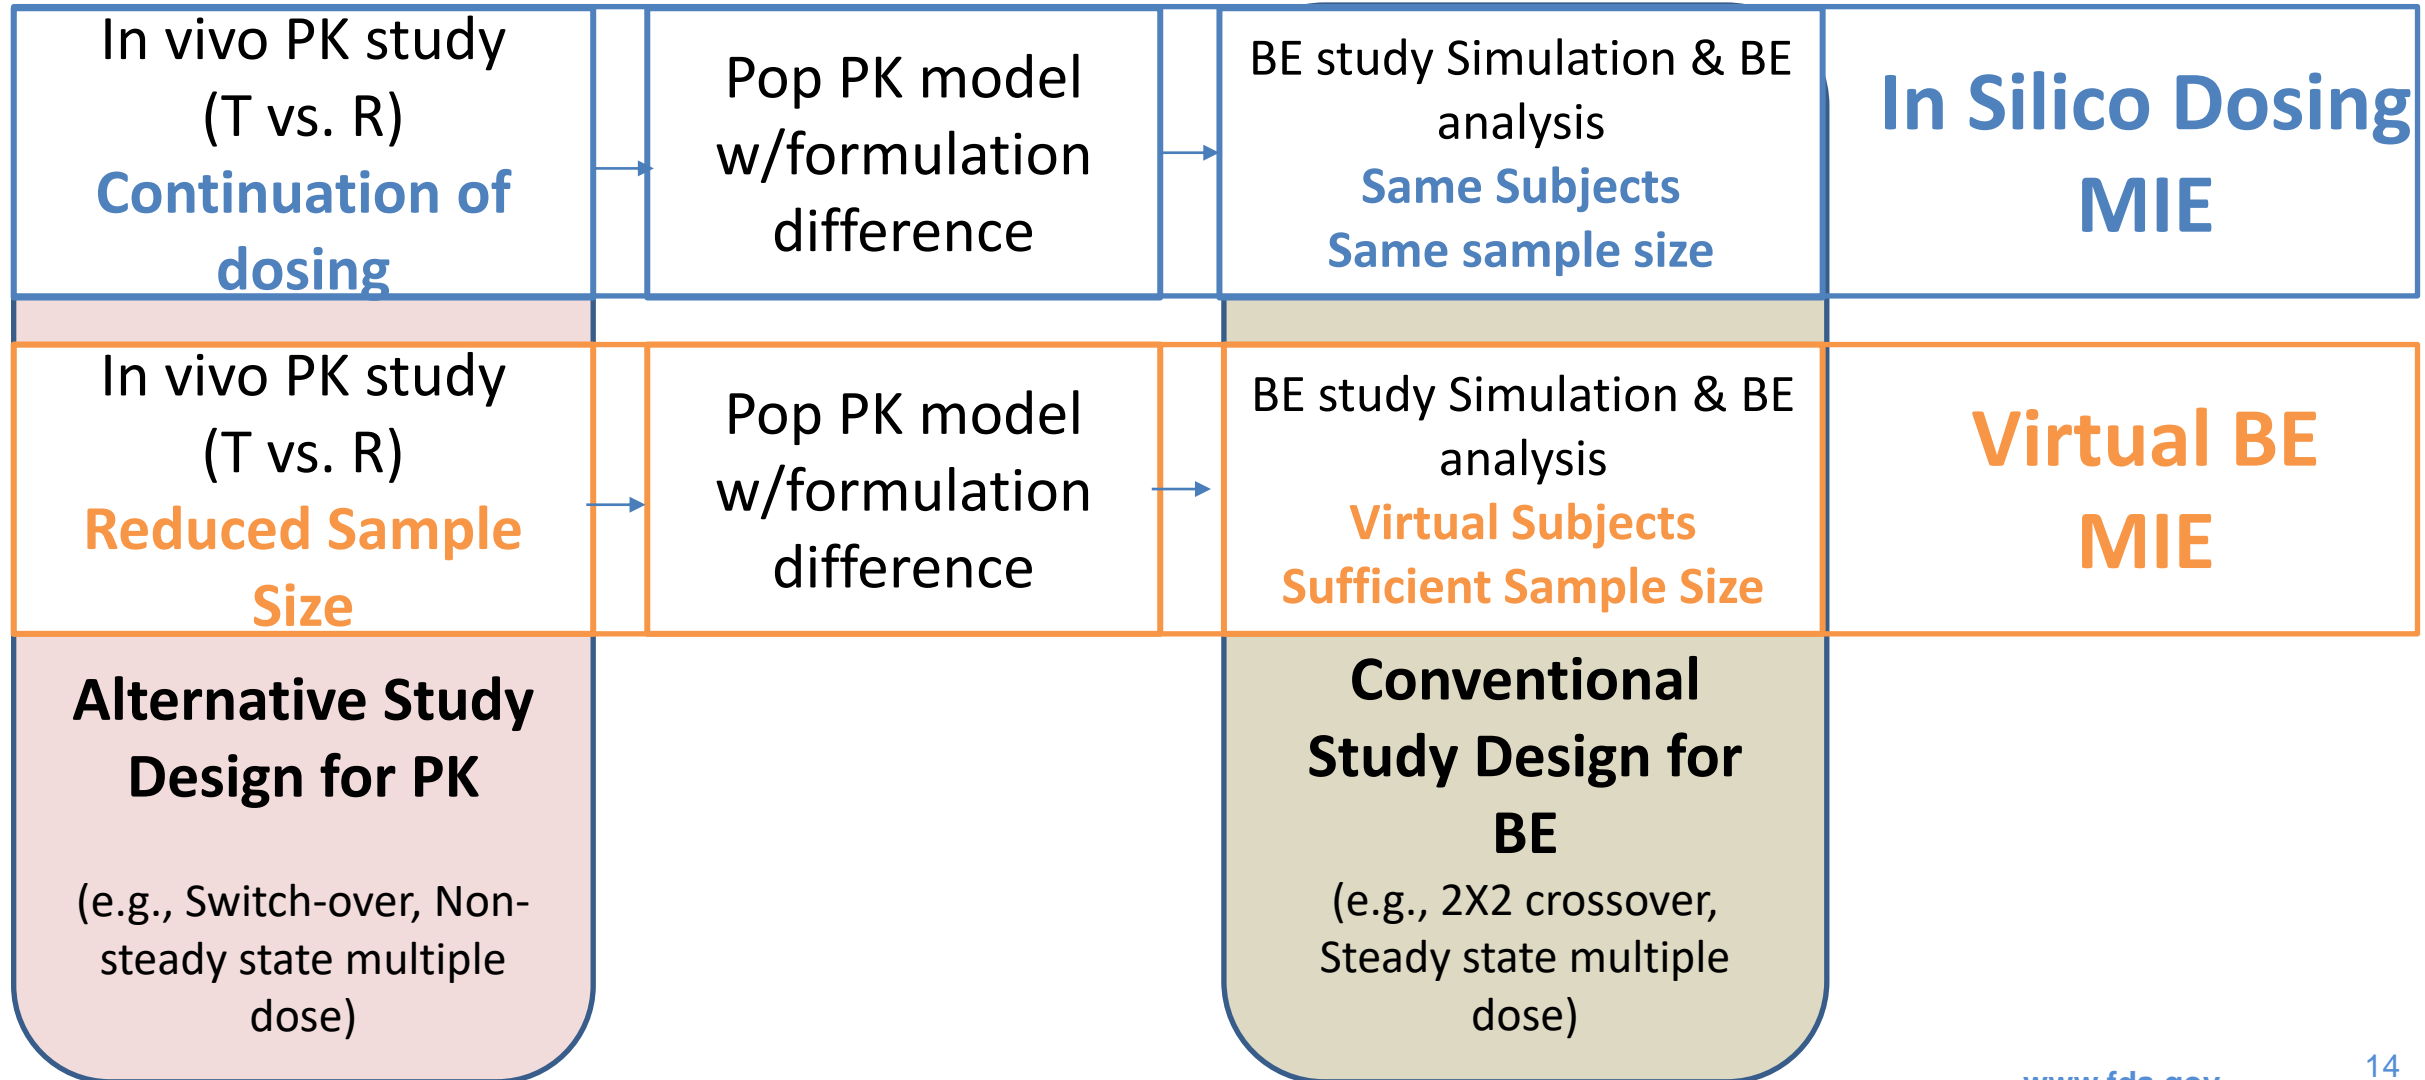 In vivo PK study
(T vs. R)
Continuation of
dosing
Pop PK model
w/formulation
difference
BE study Simulation & BE
analysis
Same Subjects
Same sample size
In Silico Dosing
MIE
In vivo PK study
(T vs. R)
Reduced Sample
Size
Pop PK model
w/formulation
difference
BE study Simulation & BE
analysis
Virtual Subjects
Sufficient Sample Size
Virtual BE
MIE
Alternative Study
Design for PK
(e.g., Switch-over, Non-
steady state multiple
dose)
Conventional
Study Design for
BE
(e.g., 2X2 crossover,
Steady state multiple
dose)
www.fda.gov
14